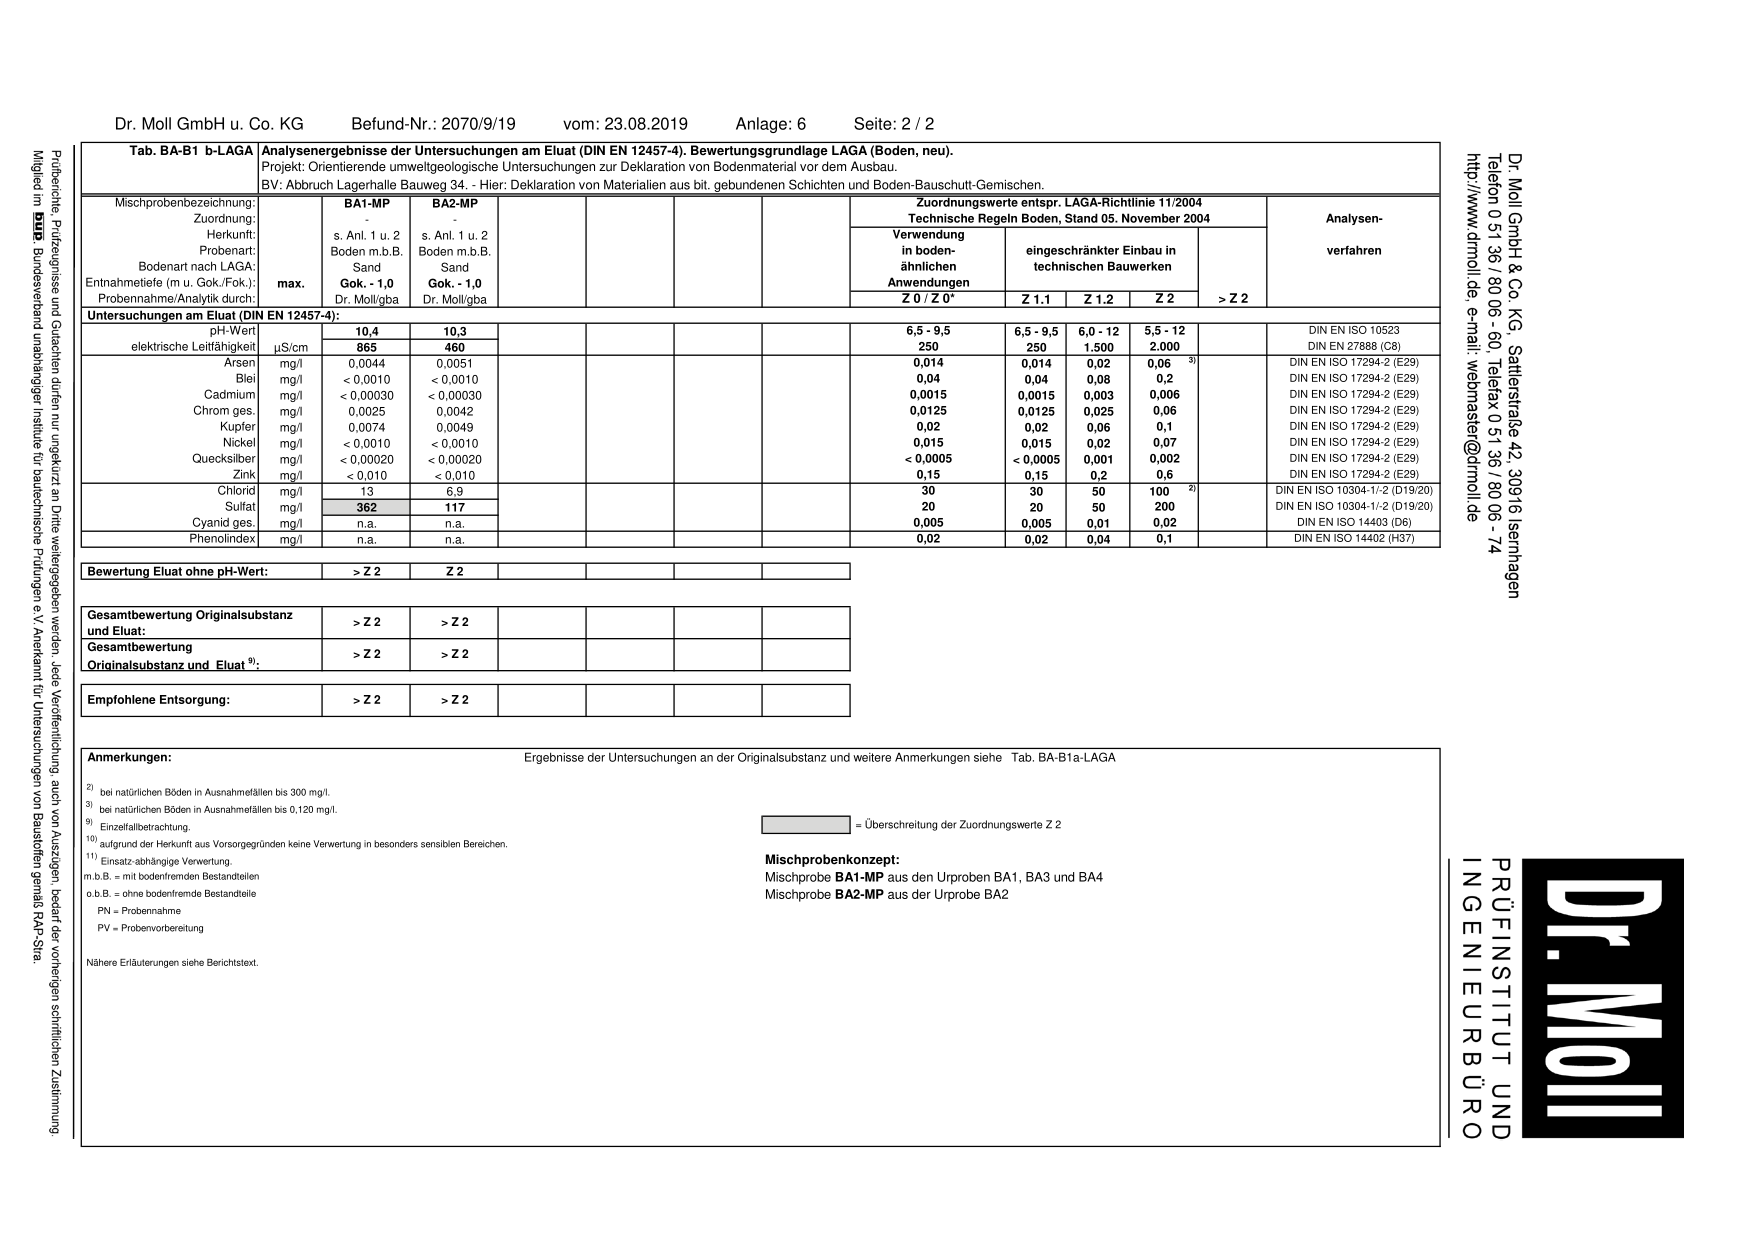 Dr. Moll GmbH u. Co. KG Befund-Nr.: 2070/9/19 vom: 23.08.2019 Anlage: 6 Seite: 2 / 2
Tab. BA-B1 b-LAGA Analysenergebnisse der Untersuchungen am Eluat (DIN EN 12457-4). Bewertungsgrundlage LAGA (Boden, neu).
Projekt: Orientierende umweltgeologische Untersuchungen zur Deklaration von Bodenmaterial vor dem Ausbau.
BV: Abbruch Lagerhalle Bauweg 34. - Hier: Deklaration von Materialien aus bit. gebundenen Schichten und Boden-Bauschutt-Gemischen.
Mischprobenbezeichnung: BA1-MP BA2-MP Zuordnungswerte entspr. LAGA-Richtlinie 11/2004
Zuordnung: - - Technische Regeln Boden, Stand 05. November 2004 Analysen-
Herkunft: s. Anl. 1 u. 2 s. Anl. 1 u. 2 Verwendung
Probenart: Boden m.b.B. Boden m.b.B. in boden- eingeschränkter Einbau in verfahren
Bodenart nach LAGA: Sand Sand ähnlichen technischen Bauwerken
Entnahmetiefe (m u. Gok./Fok.): max. Gok. - 1,0 Gok. - 1,0 Anwendungen
Probennahme/Analytik durch: Dr. Moll/gba Dr. Moll/gba Z 0 / Z 0* Z 1.1 Z 1.2 Z 2 > Z 2
Untersuchungen am Eluat (DIN EN 12457-4):
pH-Wert 10,4 10,3 6,5 - 9,5 6,5 - 9,5 6,0 - 12 5,5 - 12 DIN EN ISO 10523
elektrische Leitfähigkeit µS/cm 865 460 250 250 1.500 2.000 DIN EN 27888 (C8)
Arsen mg/l 0,0044 0,0051 0,014 0,014 0,02 0,06 3) DIN EN ISO 17294-2 (E29)
Blei mg/l < 0,0010 < 0,0010 0,04 0,04 0,08 0,2 DIN EN ISO 17294-2 (E29)
Cadmium mg/l < 0,00030 < 0,00030 0,0015 0,0015 0,003 0,006 DIN EN ISO 17294-2 (E29)
Chrom ges. mg/l 0,0025 0,0042 0,0125 0,0125 0,025 0,06 DIN EN ISO 17294-2 (E29)
Kupfer mg/l 0,0074 0,0049 0,02 0,02 0,06 0,1 DIN EN ISO 17294-2 (E29)
Nickel mg/l < 0,0010 < 0,0010 0,015 0,015 0,02 0,07 DIN EN ISO 17294-2 (E29)
Quecksilber mg/l < 0,00020 < 0,00020 < 0,0005 < 0,0005 0,001 0,002 DIN EN ISO 17294-2 (E29)
Zink mg/l < 0,010 < 0,010 0,15 0,15 0,2 0,6 DIN EN ISO 17294-2 (E29)
Chlorid mg/l 13 6,9 30 30 50 100 2) DIN EN ISO 10304-1/-2 (D19/20)
Sulfat mg/l 362 117 20 20 50 200 DIN EN ISO 10304-1/-2 (D19/20)
Cyanid ges. mg/l n.a. n.a. 0,005 0,005 0,01 0,02 DIN EN ISO 14403 (D6)
Phenolindex mg/l n.a. n.a. 0,02 0,02 0,04 0,1 DIN EN ISO 14402 (H37)
Bewertung Eluat ohne pH-Wert: > Z 2 Z 2
Gesamtbewertung Originalsubstanz
und Eluat: > Z 2 > Z 2
Gesamtbewertung
Originalsubstanz und Eluat 9): > Z 2 > Z 2
Empfohlene Entsorgung: > Z 2 > Z 2
Anmerkungen: Ergebnisse der Untersuchungen an der Originalsubstanz und weitere Anmerkungen siehe Tab. BA-B1a-LAGA
2) bei natürlichen Böden in Ausnahmefällen bis 300 mg/l.
3) bei natürlichen Böden in Ausnahmefällen bis 0,120 mg/l.
9) Einzelfallbetrachtung.
10) aufgrund der Herkunft aus Vorsorgegründen keine Verwertung in besonders sensiblen Bereichen.
11) Einsatz-abhängige Verwertung.
m.b.B. = mit bodenfremden Bestandteilen
o.b.B. = ohne bodenfremde Bestandteile
PN = Probennahme
PV = Probenvorbereitung
Nähere Erläuterungen siehe Berichtstext.
= Überschreitung der Zuordnungswerte Z 2
Mischprobenkonzept:
Mischprobe BA1-MP aus den Urproben BA1, BA3 und BA4
Mischprobe BA2-MP aus der Urprobe BA2
Dr. Moll GmbH & Co. KG, Sattlerstraße 42, 30916 Isernhagen
Telefon 0 51 36 / 80 06 - 60, Telefax 0 51 36 / 80 06 - 74
http://www.drmoll.de, e-mail: webmaster@drmoll.de
Dr. Moll
PRÜFINSTITUT UND
INGENIEURBÜRO
Prüfberichte, Prüfzeugnisse und Gutachten dürfen nur ungekürzt an Dritte weitergegeben werden. Jede Veröffentlichung, auch von Auszügen, bedarf der vorherigen schriftlichen Zustimmung.
Mitglied im bup, Bundesverband unabhängiger Institute für bautechnische Prüfungen e.V. Anerkannt für Untersuchungen von Baustoffen gemäß RAP-Stra.